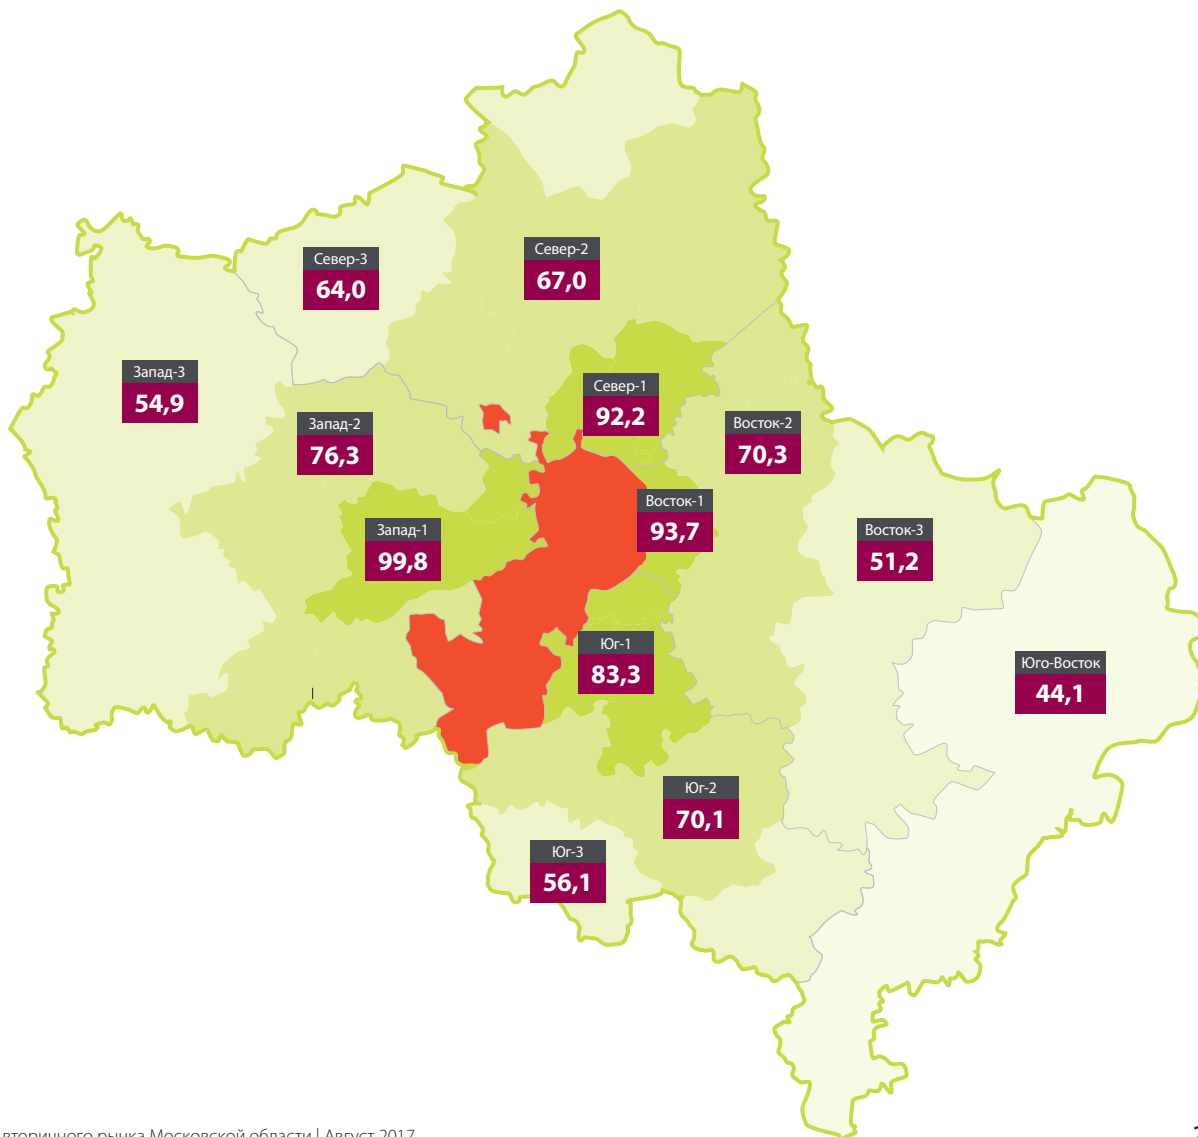 Север-3
64,0
Север-2
67,0
Запад-3
54,9
Север-1
92,2
Запад-2
76,3
Восток-2
70,3
Запад-1
99,8
Восток-1
93,7
Восток-3
51,2
Юг-1
83,3
Юго-Восток
44,1
Юг-2
70,1
Юг-3
56,1
вторичного рынка Московской области | Август 2017